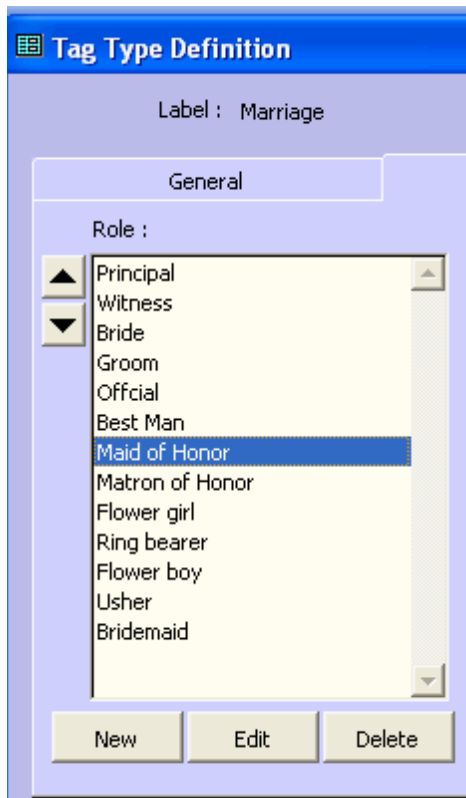 Tag Type Definition
Label : Marriage
General
Role :
Principal
Witness
Bride
Groom
Offcial
Best Man
Maid of Honor
Matron of Honor
Flower girl
Ring bearer
Flower boy
Usher
Bridemaid
New Edit Delete